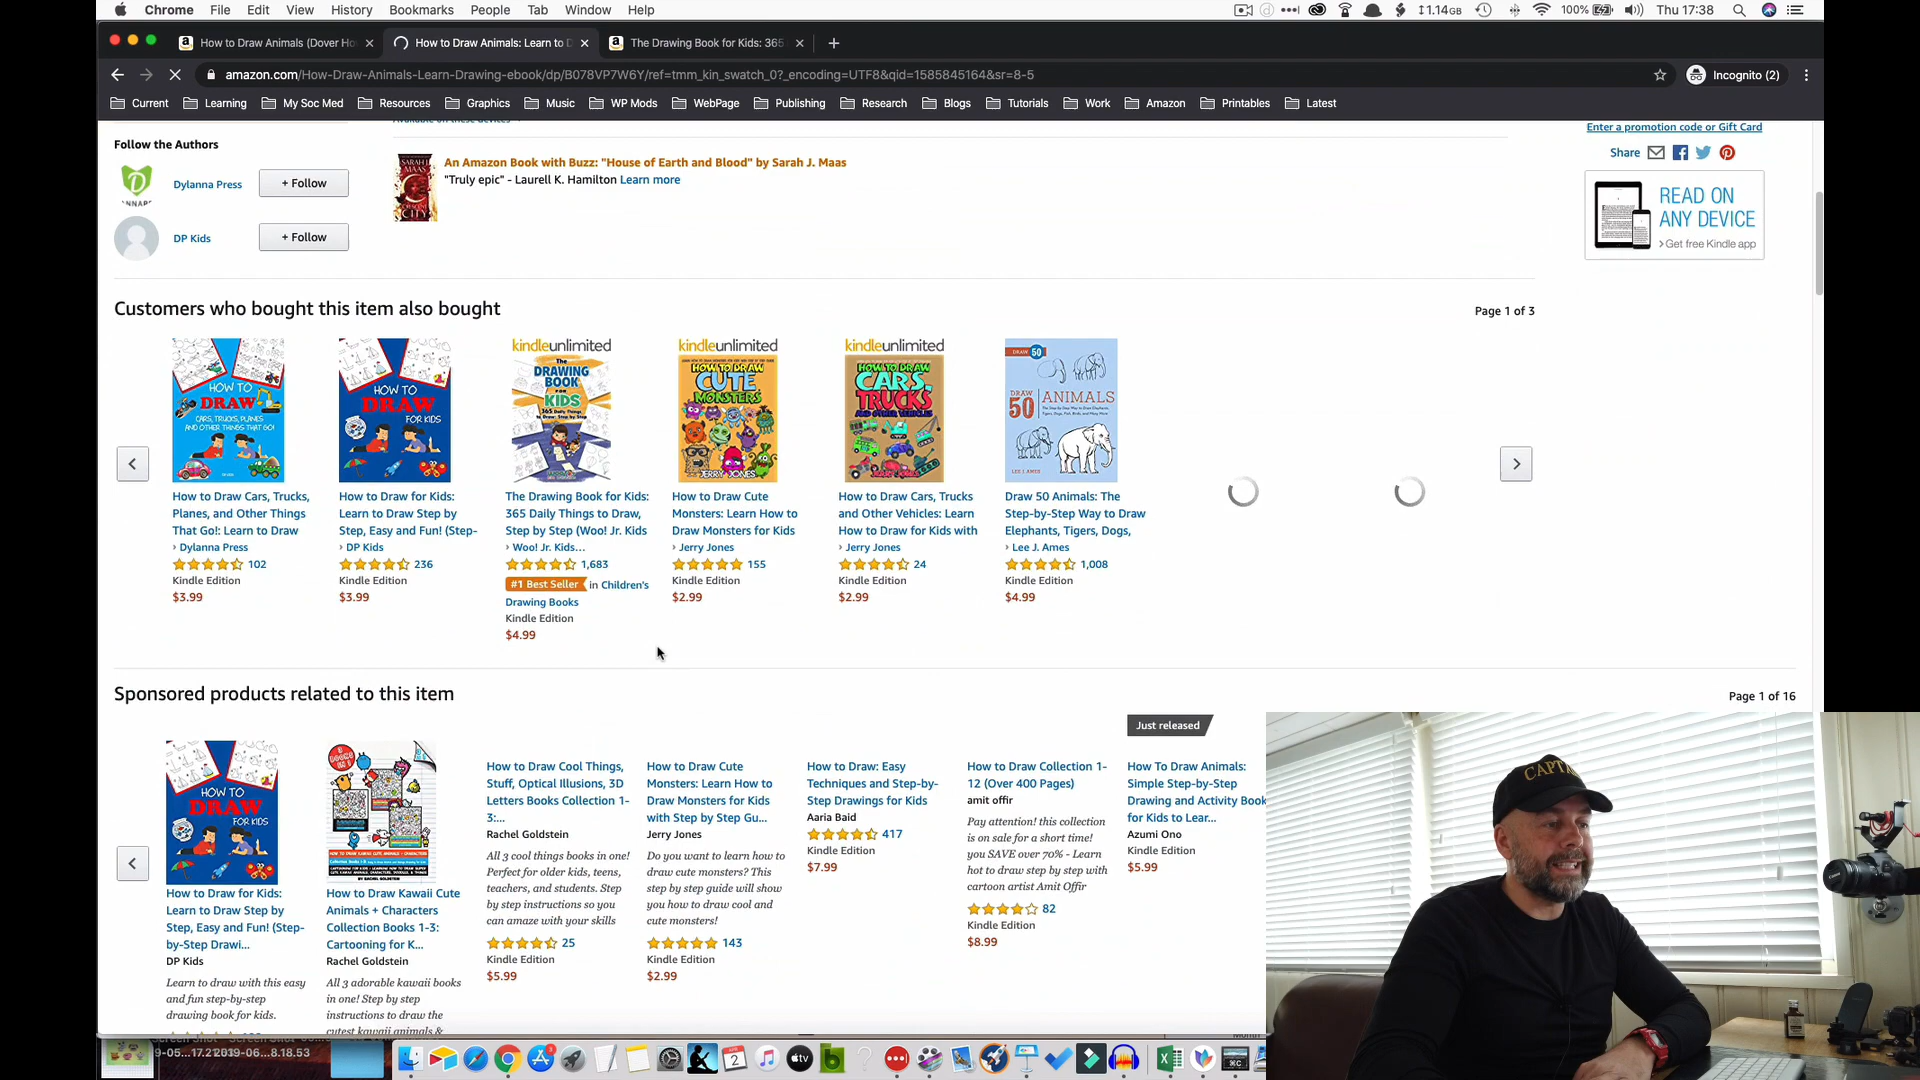 Chrome File Edit View History Bookmarks People Tab Window Help 1.14GB 100% Thu 17:38
How to Draw Animals (Dover Ho How to Draw Animals: Learn to D The Drawing Book for Kids: 365
amazon.com/How-Draw-Animals-Learn-Drawing-ebook/dp/B078VP7W6Y/ref=tmm_kin_swatch_0?_encoding=UTF8&qid=1585845164&sr=8-5 Incognito (2)
Current Learning My Soc Med Resources Graphics Music WP Mods WebPage Publishing Research Blogs Tutorials Work Amazon Printables Latest
Available on these devices
Enter a promotion code or Gift Card
Follow the Authors
Share
Dylanna Press + Follow
DP Kids + Follow
An Amazon Book with Buzz: "House of Earth and Blood" by Sarah J. Maas
"Truly epic" - Laurell K. Hamilton Learn more
READ ON
ANY DEVICE
Get free Kindle app
Customers who bought this item also bought
Page 1 of 3
HOW TO
DRAW
CARS, TRUCKS, PLANES
AND OTHER THINGS THAT GO!
How to Draw Cars, Trucks,
Planes, and Other Things
That Go!: Learn to Draw
Dylanna Press
102
Kindle Edition
$3.99
HOW TO
DRAW
FOR KIDS
How to Draw for Kids:
Learn to Draw Step by
Step, Easy and Fun! (Step-
DP Kids
236
Kindle Edition
$3.99
kindleunlimited
The
DRAWING
BOOK
FOR
KIDS
365 Daily Things
to Draw, Step by Step
The Drawing Book for Kids:
365 Daily Things to Draw,
Step by Step (Woo! Jr. Kids
Woo! Jr. Kids...
1,683
#1 Best Seller in Children's
Drawing Books
Kindle Edition
$4.99
kindleunlimited
HOW TO DRAW
CUTE
MONSTERS
JERRY JONES
How to Draw Cute
Monsters: Learn How to
Draw Monsters for Kids
Jerry Jones
155
Kindle Edition
$2.99
kindleunlimited
HOW TO DRAW
CARS,
TRUCKS
AND OTHER VEHICLES
JERRY JONES
How to Draw Cars, Trucks
and Other Vehicles: Learn
How to Draw for Kids with
Jerry Jones
24
Kindle Edition
$2.99
DRAW 50
DRAW
50 ANIMALS
LEE J. AMES
Draw 50 Animals: The
Step-by-Step Way to Draw
Elephants, Tigers, Dogs,
Lee J. Ames
1,008
Kindle Edition
$4.99
Sponsored products related to this item
Page 1 of 16
HOW TO
DRAW
FOR KIDS
How to Draw for Kids:
Learn to Draw Step by
Step, Easy and Fun! (Step-
by-Step Drawi...
DP Kids
Learn to draw with this easy
and fun step-by-step
drawing book for kids.
How to Draw Kawaii Cute
Animals + Characters
Collection Books 1-3:
Cartooning for K...
Rachel Goldstein
All 3 adorable kawaii books
in one! Step by step
instructions to draw the
cutest kawaii animals &
How to Draw Cool Things,
Stuff, Optical Illusions, 3D
Letters Books Collection 1-
3:...
Rachel Goldstein
All 3 cool things books in one!
Perfect for older kids, teens,
teachers, and students. Step
by step instructions so you
can amaze with your skills
25
Kindle Edition
$5.99
How to Draw Cute
Monsters: Learn How to
Draw Monsters for Kids
with Step by Step Gu...
Jerry Jones
Do you want to learn how to
draw cute monsters? This
step by step guide will show
you how to draw cool and
cute monsters!
143
Kindle Edition
$2.99
How to Draw: Easy
Techniques and Step-by-
Step Drawings for Kids
Aaria Baid
417
Kindle Edition
$7.99
How to Draw Collection 1-
12 (Over 400 Pages)
amit offir
Pay attention! this collection
is on sale for a short time!
you SAVE over 70% - Learn
hot to draw step by step with
cartoon artist Amit Offir
82
Kindle Edition
$8.99
Just released
How To Draw Animals:
Simple Step-by-Step
Drawing and Activity Book
for Kids to Lear...
Azumi Ono
Kindle Edition
$5.99
CAPTA